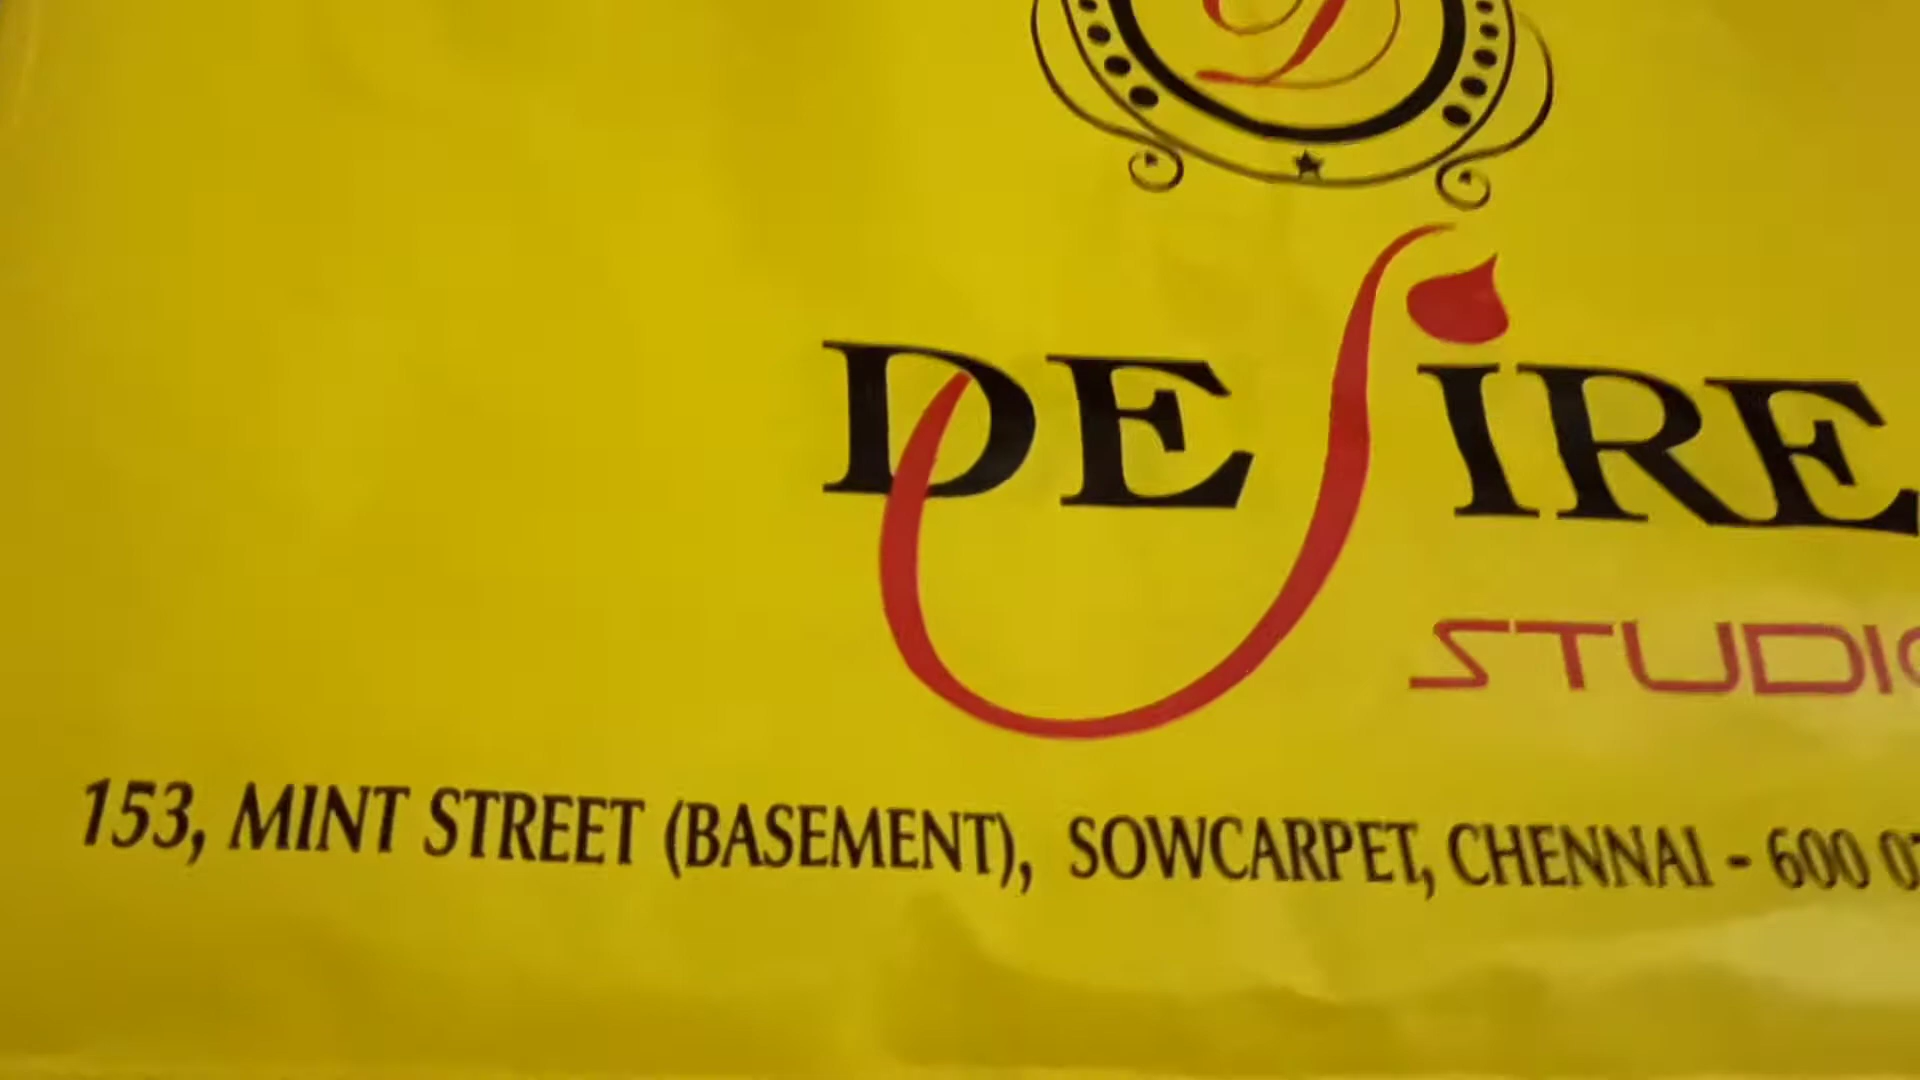 D
DESIRE
STUDIO
153, MINT STREET (BASEMENT), SOWCARPET, CHENNAI - 600 0